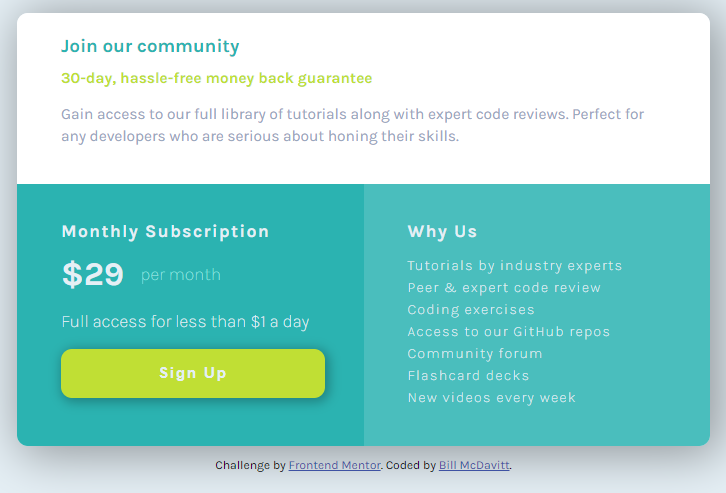 Join our community
30-day, hassle-free money back guarantee
Gain access to our full library of tutorials along with expert code reviews. Perfect for
any developers who are serious about honing their skills.
Monthly Subscription
$29 per month
Full access for less than $1 a day
Sign Up
Why Us
Tutorials by industry experts
Peer & expert code review
Coding exercises
Access to our GitHub repos
Community forum
Flashcard decks
New videos every week
Challenge by Frontend Mentor. Coded by Bill McDavitt.